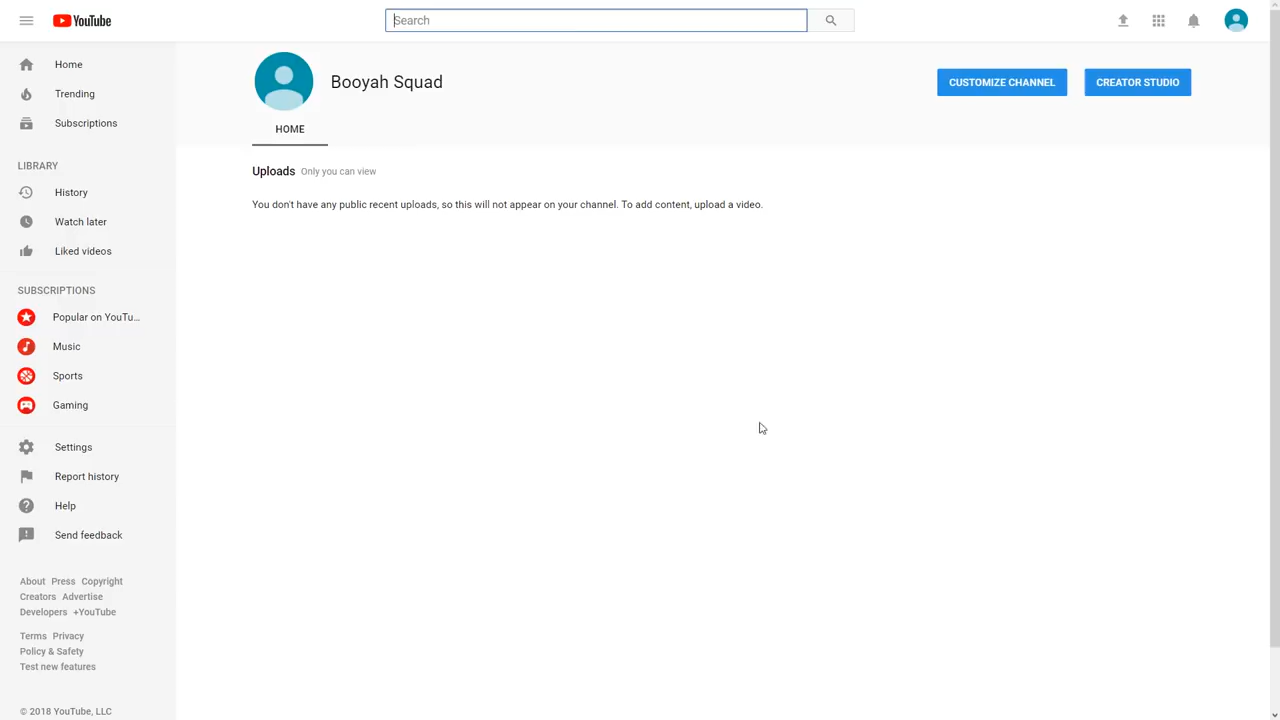 YouTube
Search
Home
Trending
Subscriptions
LIBRARY
History
Watch later
Liked videos
SUBSCRIPTIONS
Popular on YouTu...
Music
Sports
Gaming
Settings
Report history
Help
Send feedback
About Press Copyright
Creators Advertise
Developers +YouTube
Terms Privacy
Policy & Safety
Test new features
© 2018 YouTube, LLC
Booyah Squad
CUSTOMIZE CHANNEL
CREATOR STUDIO
HOME
Uploads Only you can view
You don't have any public recent uploads, so this will not appear on your channel. To add content, upload a video.